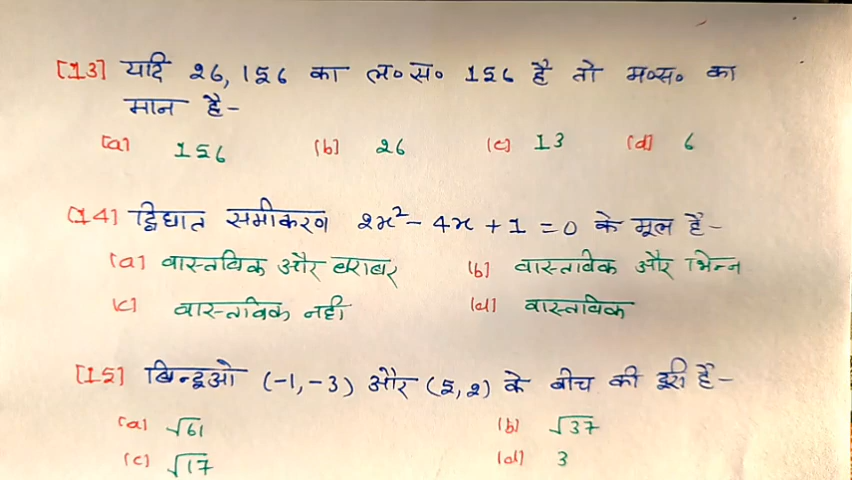 [13] यदि 26, 156 का ल०स० 156 है तो म०स० का
मान है-
[a] 156 [b] 26 [c] 13 [d] 6
[14] द्विघात समीकरण 2x² - 4x + 1 = 0 के मूल है-
[a] वास्तविक और बराबर [b] वास्तविक और भिन्न
[c] वास्तविक नही [d] वास्तविक
[15] बिन्दुओ (-1, -3) और (5, 2) के बीच की दूरी है-
[a] √61 [b] √37
[c] √17 [d] 3